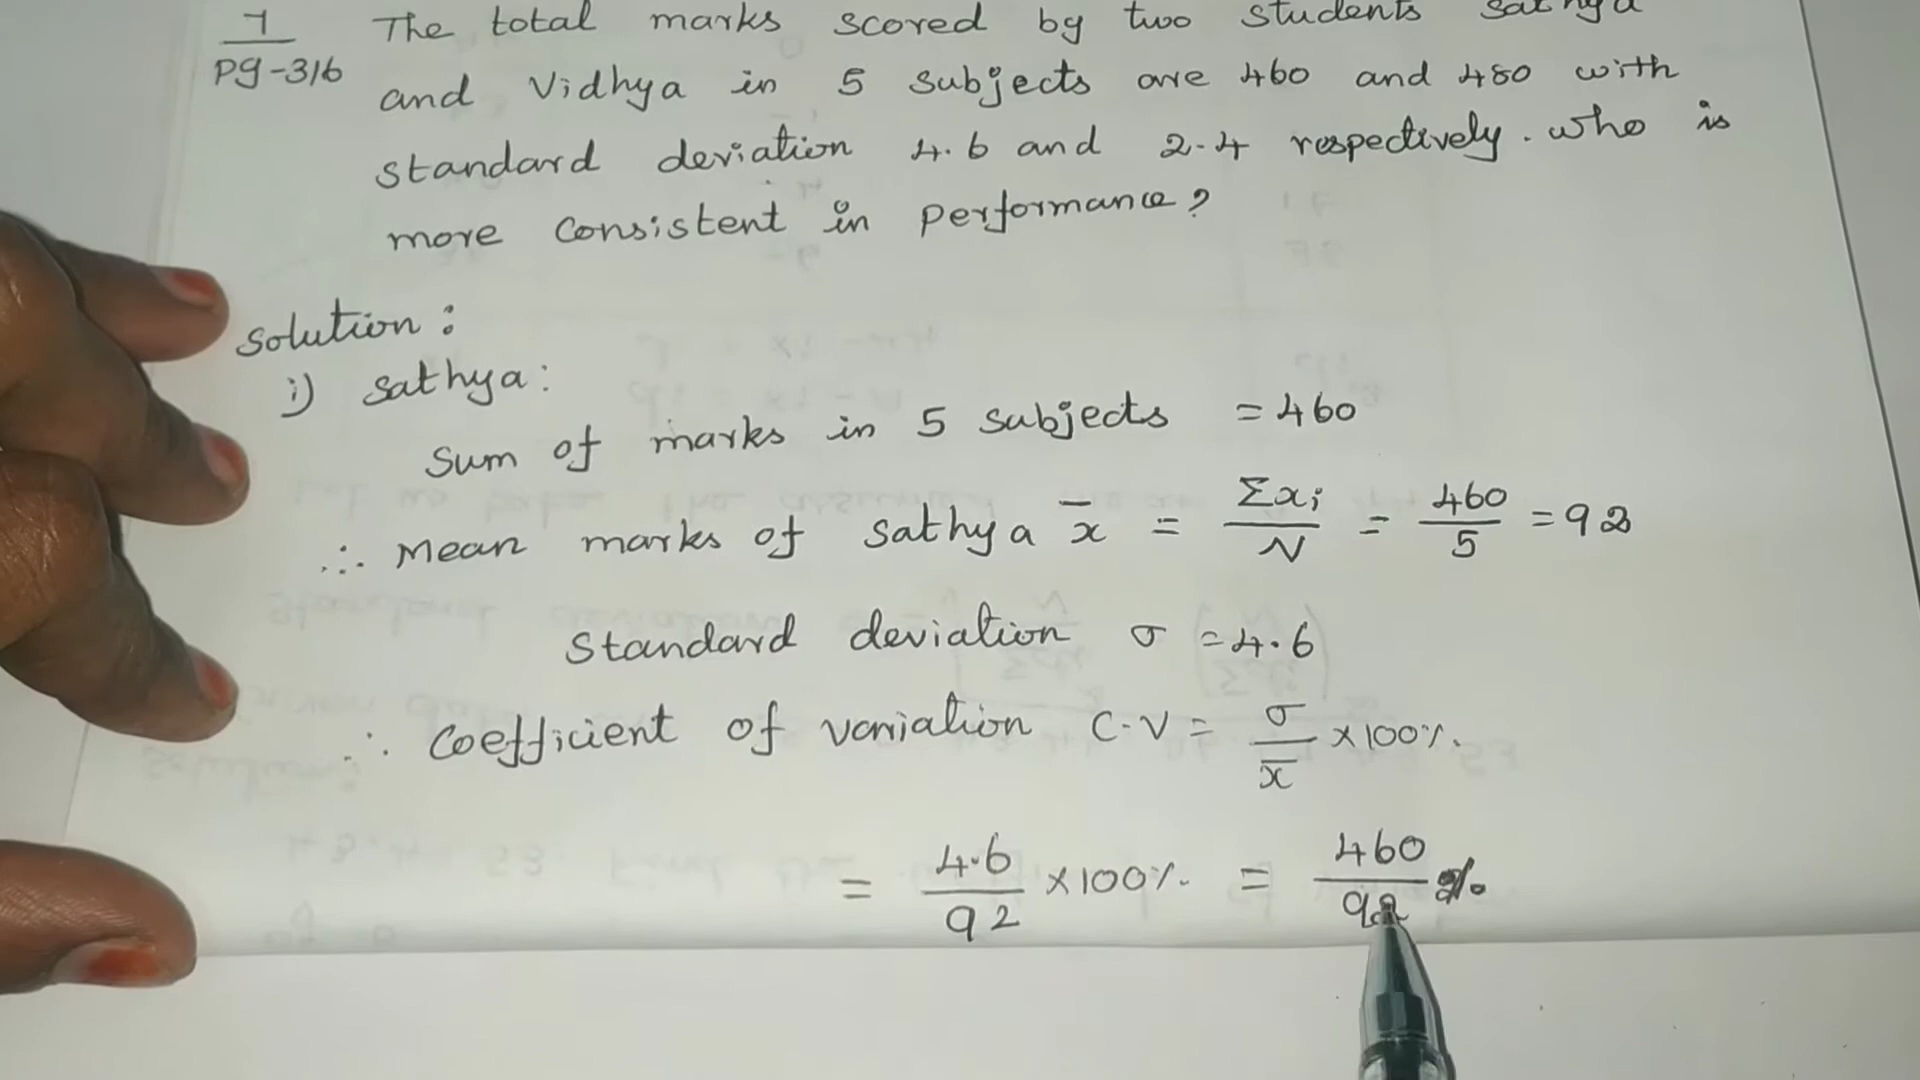 7
Pg-316
The total marks scored by two students Sathya
and Vidhya in 5 subjects are 460 and 480 with
standard deviation 4.6 and 2.4 respectively. who is
more consistent in performance?
Solution:
i) Sathya:
Sum of marks in 5 subjects = 460
∴ Mean marks of Sathya x̄ = Σxi/N = 460/5 = 92
Standard deviation σ = 4.6
∴ Coefficient of variation C.V = σ/x̄ × 100%.
= 4.6/92 × 100% = 460/92 %